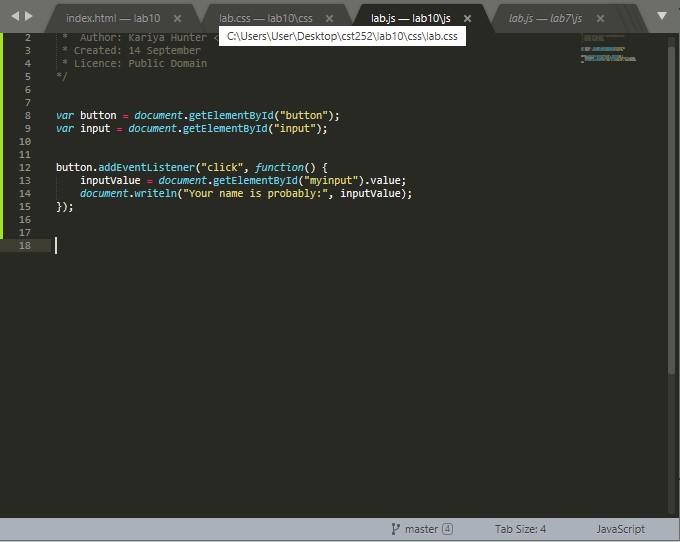 index.html — lab10
lab.css — lab10\css
lab.js — lab10\js
lab.js — lab7\js
C:\Users\User\Desktop\cst252\lab10\css\lab.css
2 * Author: Kariya Hunter <
3 * Created: 14 September
4 * Licence: Public Domain
5 */
6
7
8 var button = document.getElementById("button");
9 var input = document.getElementById("input");
10
11
12 button.addEventListener("click", function() {
13 inputValue = document.getElementById("myinput").value;
14 document.writeln("Your name is probably:", inputValue);
15 });
16
17
18
master 4 Tab Size: 4 JavaScript